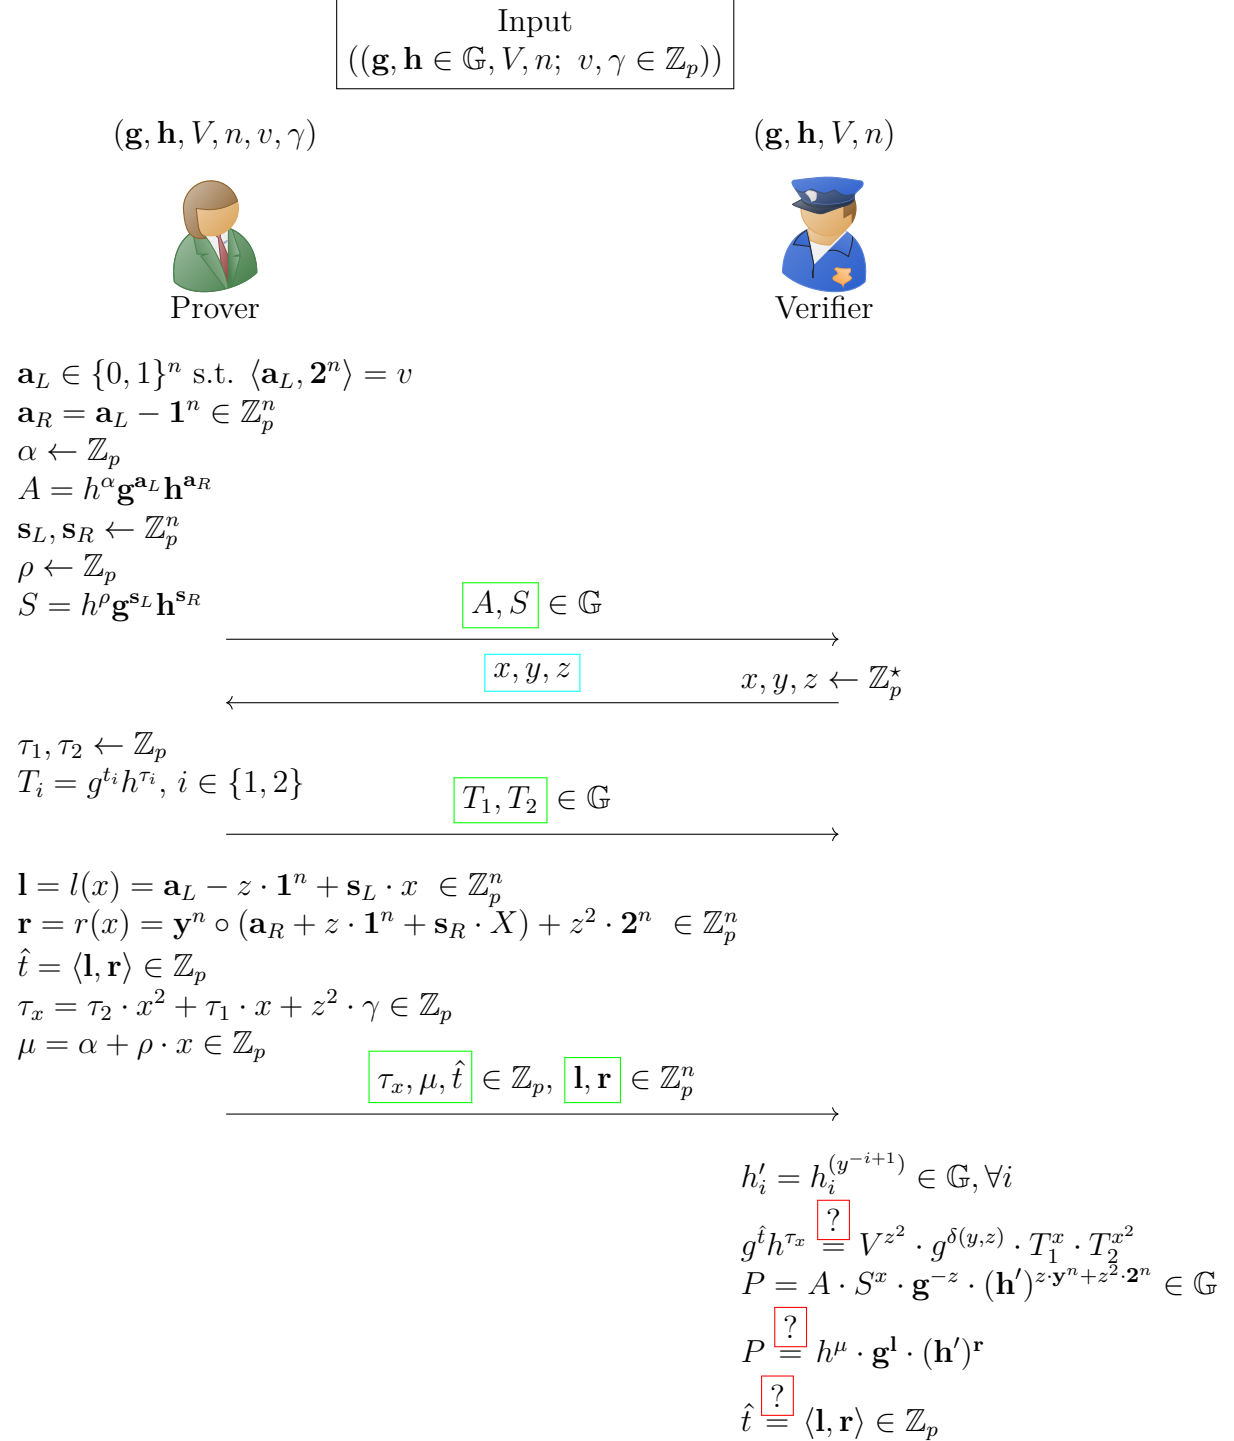 Input
((𝐠, 𝐡 ∈ 𝔾, V, n; v, γ ∈ ℤ_p))
(𝐠, 𝐡, V, n, v, γ)
(𝐠, 𝐡, V, n)
Prover
Verifier
𝐚_L ∈ {0, 1}^n s.t. ⟨𝐚_L, 𝟐^n⟩ = v
𝐚_R = 𝐚_L − 𝟏^n ∈ ℤ_p^n
α ← ℤ_p
A = h^α 𝐠^{𝐚_L} 𝐡^{𝐚_R}
𝐬_L, 𝐬_R ← ℤ_p^n
ρ ← ℤ_p
S = h^ρ 𝐠^{𝐬_L} 𝐡^{𝐬_R}
A, S ∈ 𝔾
x, y, z
x, y, z ← ℤ_p^⋆
τ_1, τ_2 ← ℤ_p
T_i = g^{t_i} h^{τ_i}, i ∈ {1, 2}
T_1, T_2 ∈ 𝔾
𝐥 = l(x) = 𝐚_L − z · 𝟏^n + 𝐬_L · x ∈ ℤ_p^n
𝐫 = r(x) = 𝐲^n ∘ (𝐚_R + z · 𝟏^n + 𝐬_R · X) + z^2 · 𝟐^n ∈ ℤ_p^n
t̂ = ⟨𝐥, 𝐫⟩ ∈ ℤ_p
τ_x = τ_2 · x^2 + τ_1 · x + z^2 · γ ∈ ℤ_p
μ = α + ρ · x ∈ ℤ_p
τ_x, μ, t̂ ∈ ℤ_p, 𝐥, 𝐫 ∈ ℤ_p^n
h'_i = h_i^{(y^{−i+1})} ∈ 𝔾, ∀i
g^{t̂} h^{τ_x} =? V^{z^2} · g^{δ(y,z)} · T_1^x · T_2^{x^2}
P = A · S^x · 𝐠^{−z} · (𝐡')^{z·𝐲^n+z^2·𝟐^n} ∈ 𝔾
P =? h^μ · 𝐠^𝐥 · (𝐡')^𝐫
t̂ =? ⟨𝐥, 𝐫⟩ ∈ ℤ_p